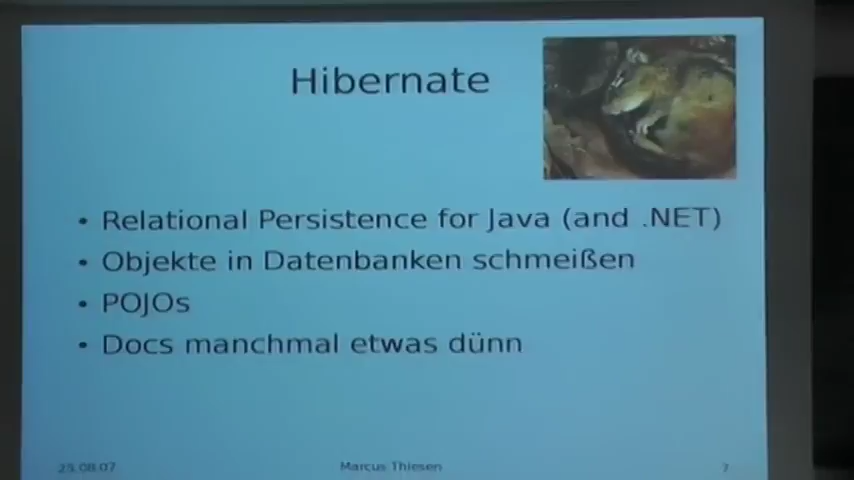 Hibernate
• Relational Persistence for Java (and .NET)
• Objekte in Datenbanken schmeißen
• POJOs
• Docs manchmal etwas dünn
25.08.07 Marcus Thiesen 7